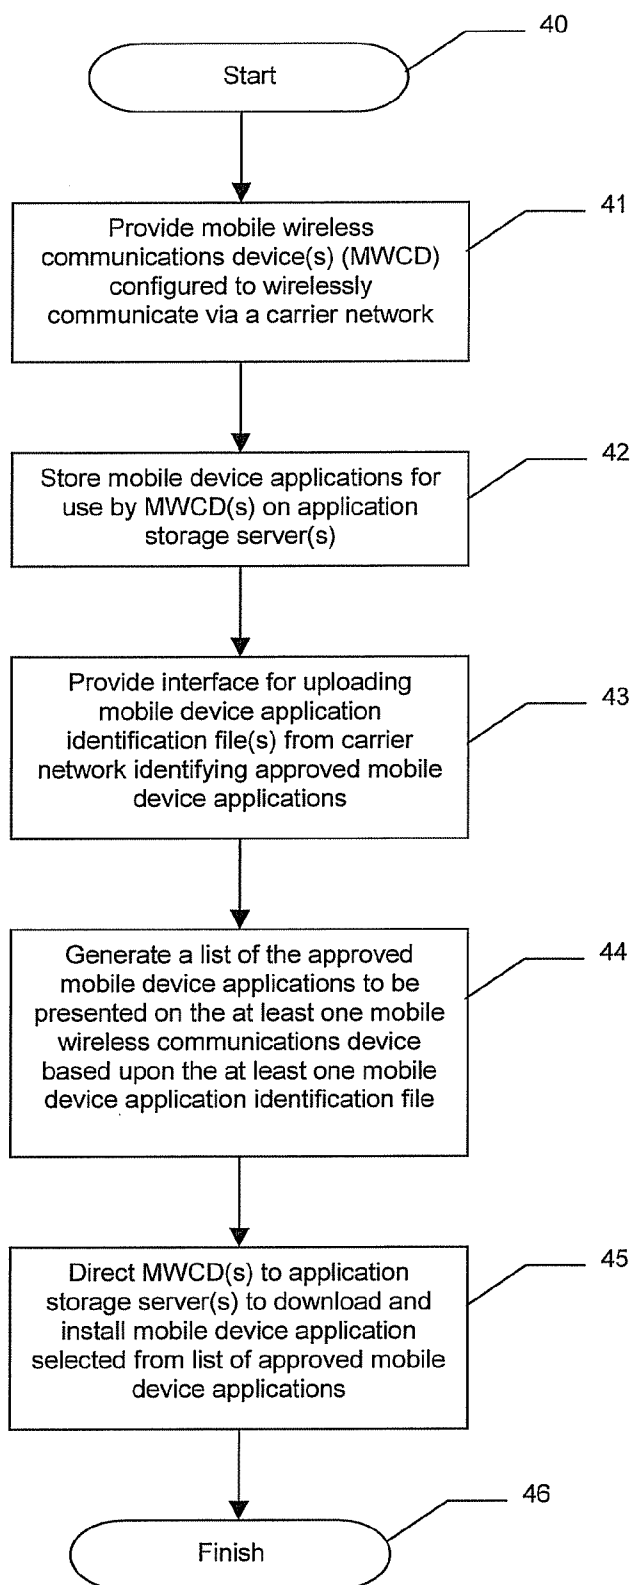 40
Start
41
Provide mobile wireless
communications device(s) (MWCD)
configured to wirelessly
communicate via a carrier network
42
Store mobile device applications for
use by MWCD(s) on application
storage server(s)
43
Provide interface for uploading
mobile device application
identification file(s) from carrier
network identifying approved mobile
device applications
44
Generate a list of the approved
mobile device applications to be
presented on the at least one mobile
wireless communications device
based upon the at least one mobile
device application identification file
45
Direct MWCD(s) to application
storage server(s) to download and
install mobile device application
selected from list of approved mobile
device applications
46
Finish